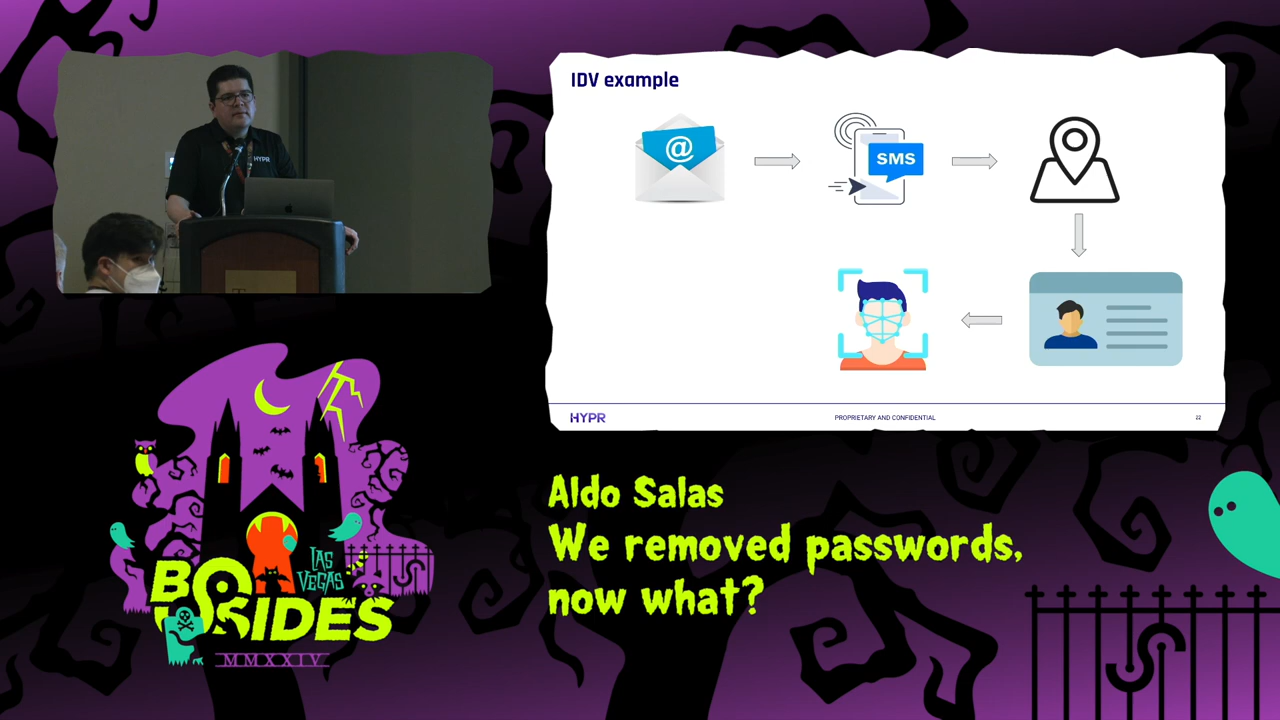 HYPR
IDV example
@
SMS
HYPR
PROPRIETARY AND CONFIDENTIAL
22
Aldo Salas
We removed passwords,
now what?
LAS
VEGAS
BSIDES
MMXXIV